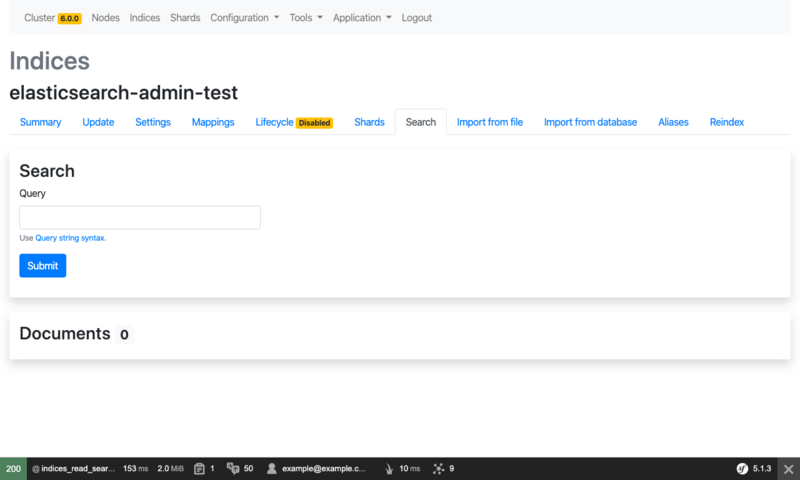 Cluster 6.0.0 Nodes Indices Shards Configuration Tools Application Logout
Indices
elasticsearch-admin-test
Summary Update Settings Mappings Lifecycle Disabled Shards Search Import from file Import from database Aliases Reindex
Search
Query
Use Query string syntax.
Submit
Documents 0
200 @ indices_read_sear... 153 ms 2.0 MiB 1 50 example@example.c... 10 ms 9 sf 5.1.3